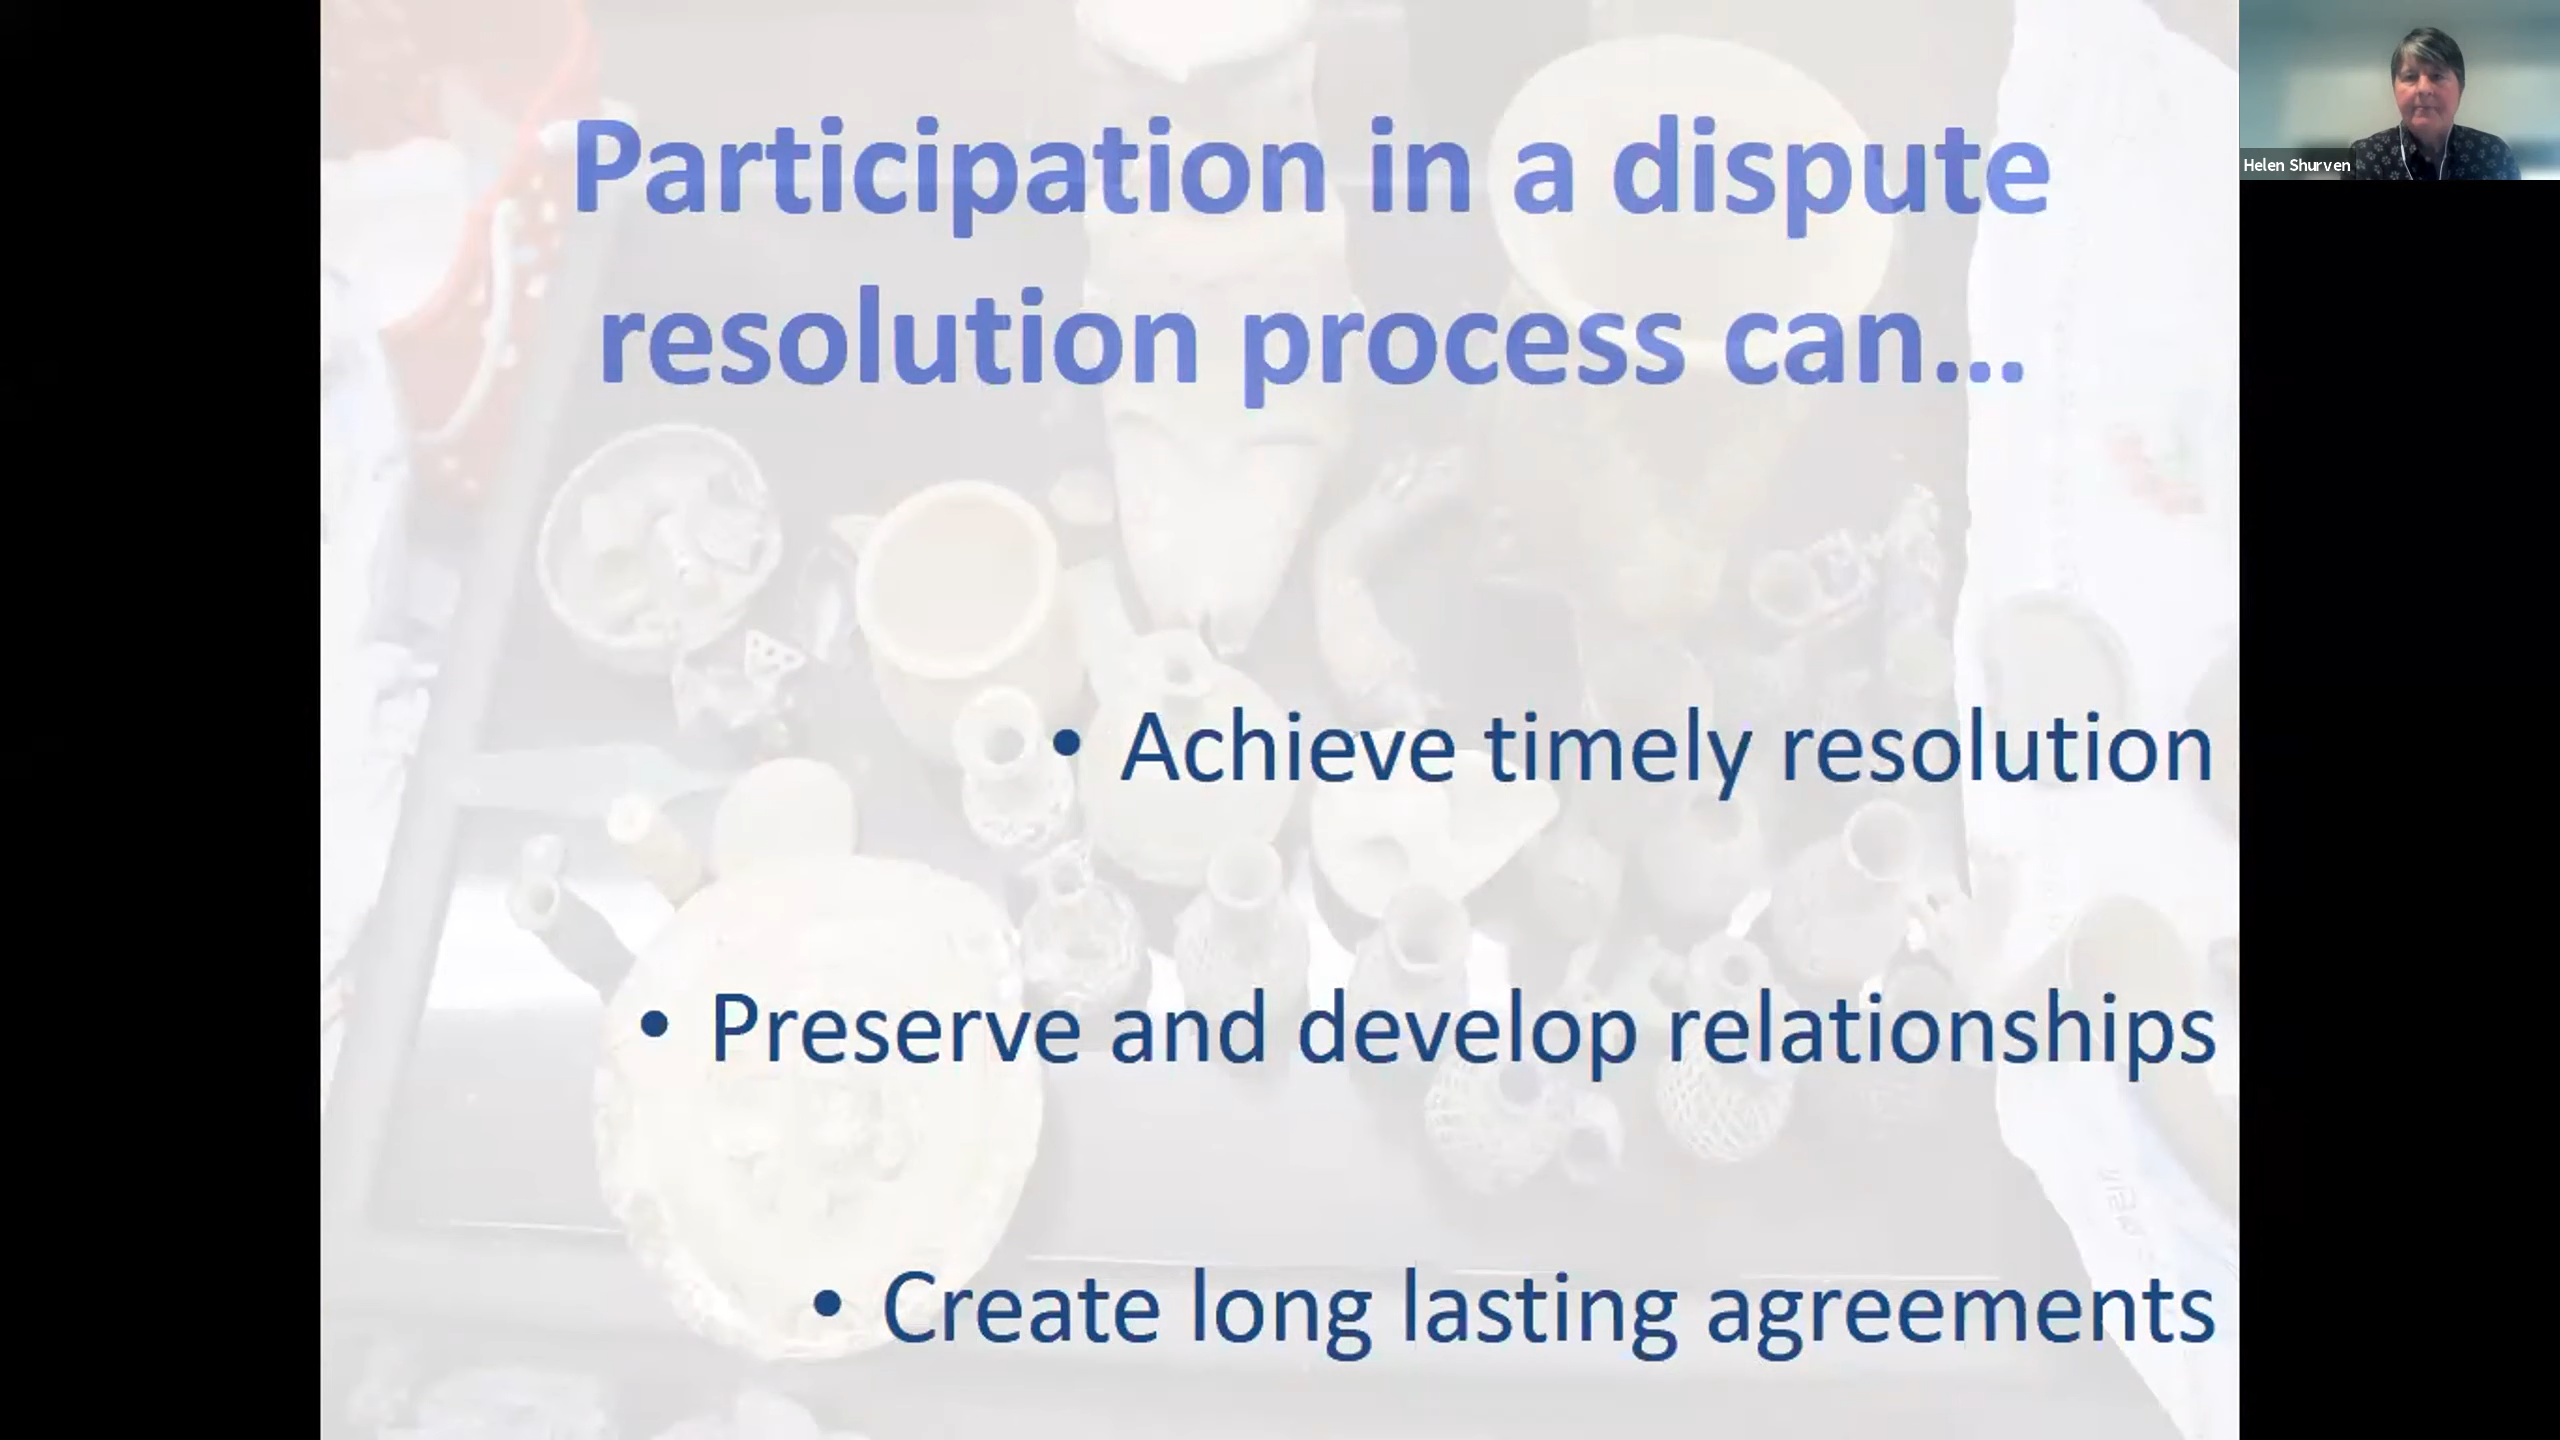 Participation in a dispute
resolution process can...
Helen Shurven
• Achieve timely resolution
• Preserve and develop relationships
• Create long lasting agreements